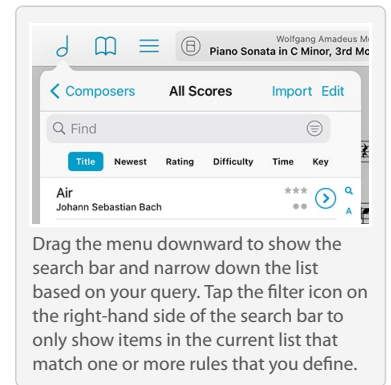 Wolfgang Amadeus M
Piano Sonata in C Minor, 3rd Mo
Composers All Scores Import Edit
Find
Title Newest Rating Difficulty Time Key
Air
Johann Sebastian Bach
A
Drag the menu downward to show the
search bar and narrow down the list
based on your query. Tap the filter icon on
the right-hand side of the search bar to
only show items in the current list that
match one or more rules that you define.